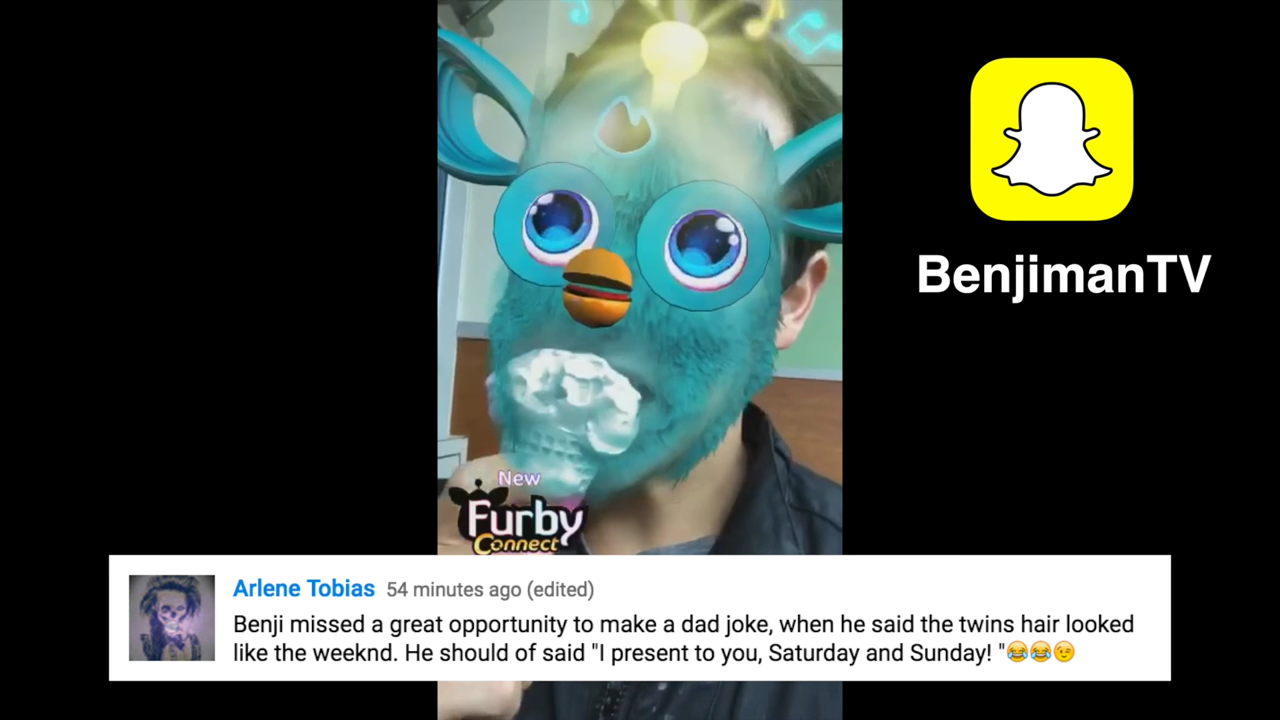 BenjimanTV
New
Furby
Connect
Arlene Tobias 54 minutes ago (edited)
Benji missed a great opportunity to make a dad joke, when he said the twins hair looked
like the weeknd. He should of said "I present to you, Saturday and Sunday! "😂😂😉